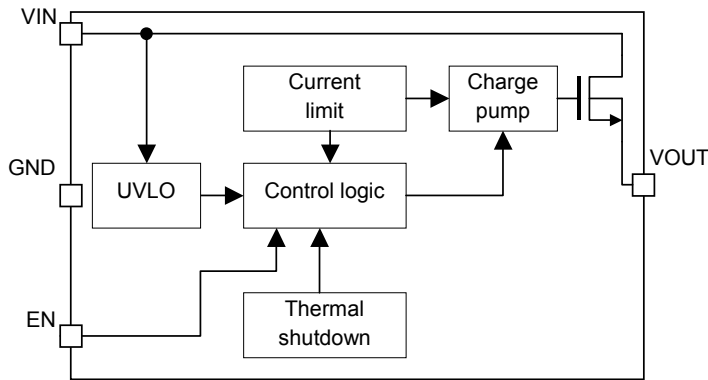 VIN
Current
limit
Charge
pump
GND
UVLO
Control logic
VOUT
EN
Thermal
shutdown